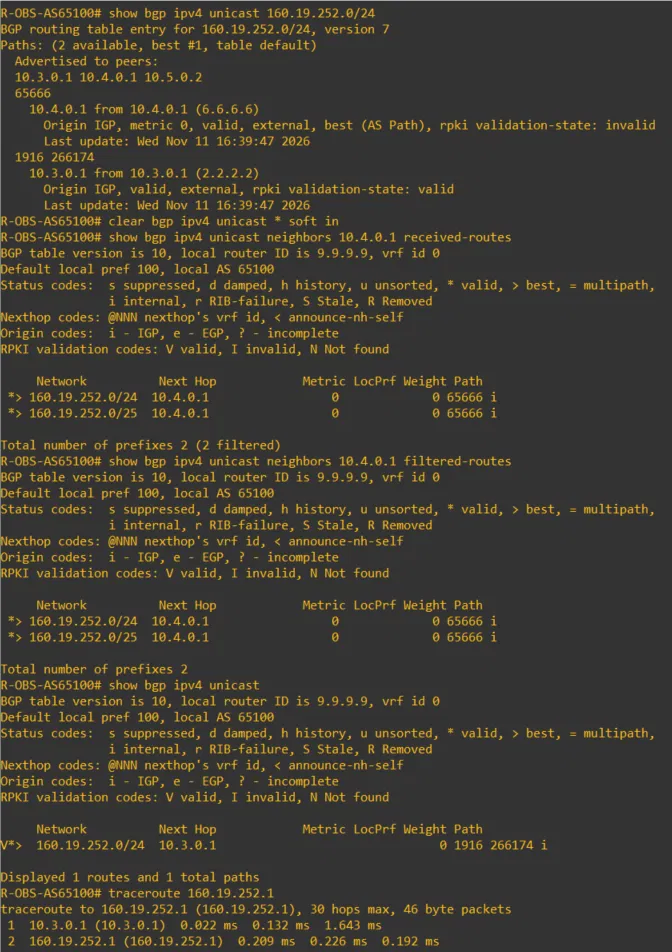 R-OBS-AS65100# show bgp ipv4 unicast 160.19.252.0/24
BGP routing table entry for 160.19.252.0/24, version 7
Paths: (2 available, best #1, table default)
  Advertised to peers:
  10.3.0.1 10.4.0.1 10.5.0.2
  65666
    10.4.0.1 from 10.4.0.1 (6.6.6.6)
      Origin IGP, metric 0, valid, external, best (AS Path), rpki validation-state: invalid
      Last update: Wed Nov 11 16:39:47 2026
  1916 266174
    10.3.0.1 from 10.3.0.1 (2.2.2.2)
      Origin IGP, valid, external, rpki validation-state: valid
      Last update: Wed Nov 11 16:39:47 2026
R-OBS-AS65100# clear bgp ipv4 unicast * soft in
R-OBS-AS65100# show bgp ipv4 unicast neighbors 10.4.0.1 received-routes
BGP table version is 10, local router ID is 9.9.9.9, vrf id 0
Default local pref 100, local AS 65100
Status codes:  s suppressed, d damped, h history, u unsorted, * valid, > best, = multipath,
               i internal, r RIB-failure, S Stale, R Removed
Nexthop codes: @NNN nexthop's vrf id, < announce-nh-self
Origin codes:  i - IGP, e - EGP, ? - incomplete
RPKI validation codes: V valid, I invalid, N Not found

     Network          Next Hop            Metric LocPrf Weight Path
 *> 160.19.252.0/24  10.4.0.1                 0             0 65666 i
 *> 160.19.252.0/25  10.4.0.1                 0             0 65666 i

Total number of prefixes 2 (2 filtered)
R-OBS-AS65100# show bgp ipv4 unicast neighbors 10.4.0.1 filtered-routes
BGP table version is 10, local router ID is 9.9.9.9, vrf id 0
Default local pref 100, local AS 65100
Status codes:  s suppressed, d damped, h history, u unsorted, * valid, > best, = multipath,
               i internal, r RIB-failure, S Stale, R Removed
Nexthop codes: @NNN nexthop's vrf id, < announce-nh-self
Origin codes:  i - IGP, e - EGP, ? - incomplete
RPKI validation codes: V valid, I invalid, N Not found

     Network          Next Hop            Metric LocPrf Weight Path
 *> 160.19.252.0/24  10.4.0.1                 0             0 65666 i
 *> 160.19.252.0/25  10.4.0.1                 0             0 65666 i

Total number of prefixes 2
R-OBS-AS65100# show bgp ipv4 unicast
BGP table version is 10, local router ID is 9.9.9.9, vrf id 0
Default local pref 100, local AS 65100
Status codes:  s suppressed, d damped, h history, u unsorted, * valid, > best, = multipath,
               i internal, r RIB-failure, S Stale, R Removed
Nexthop codes: @NNN nexthop's vrf id, < announce-nh-self
Origin codes:  i - IGP, e - EGP, ? - incomplete
RPKI validation codes: V valid, I invalid, N Not found

     Network          Next Hop            Metric LocPrf Weight Path
V*>  160.19.252.0/24  10.3.0.1                               0 1916 266174 i

Displayed 1 routes and 1 total paths
R-OBS-AS65100# traceroute 160.19.252.1
traceroute to 160.19.252.1 (160.19.252.1), 30 hops max, 46 byte packets
 1  10.3.0.1 (10.3.0.1)  0.022 ms  0.132 ms  1.643 ms
 2  160.19.252.1 (160.19.252.1)  0.209 ms  0.226 ms  0.192 ms